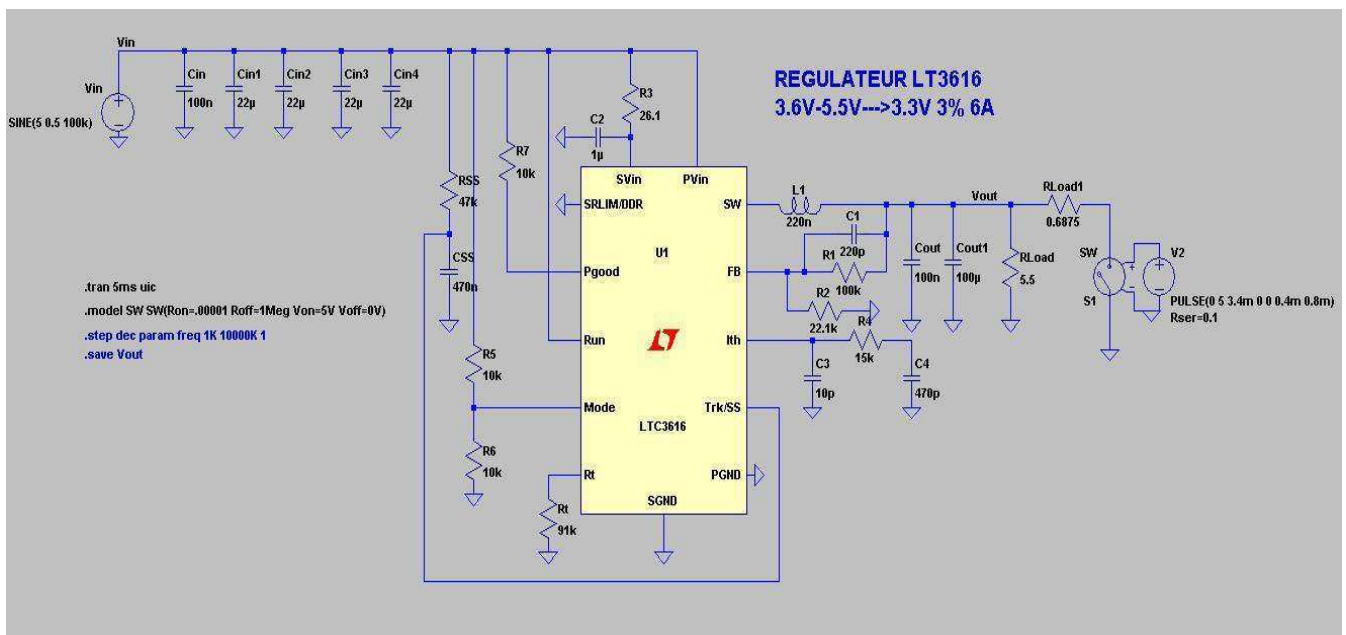 Vin
Vin
SINE(5 0.5 100k)
Cin
100n
Cin1
22µ
Cin2
22µ
Cin3
22µ
Cin4
22µ
REGULATEUR LT3616
3.6V-5.5V--->3.3V 3% 6A
R3
26.1
C2
1µ
R7
10k
RSS
47k
CSS
470n
SVin
PVin
SRLIM/DDR
SW
U1
Pgood
FB
Run
Ith
Mode
Trk/SS
LTC3616
Rt
PGND
SGND
L1
220n
C1
220p
R1
100k
R2
22.1k
R4
15k
C3
10p
C4
470p
Vout
Cout
100n
Cout1
100µ
RLoad
5.5
RLoad1
0.6875
SW
S1
V2
PULSE(0 5 3.4m 0 0 0.4m 0.8m)
Rser=0.1
.tran 5ms uic
.model SW SW(Ron=.00001 Roff=1Meg Von=5V Voff=0V)
.step dec param freq 1K 10000K 1
.save Vout
R5
10k
R6
10k
Rt
91k